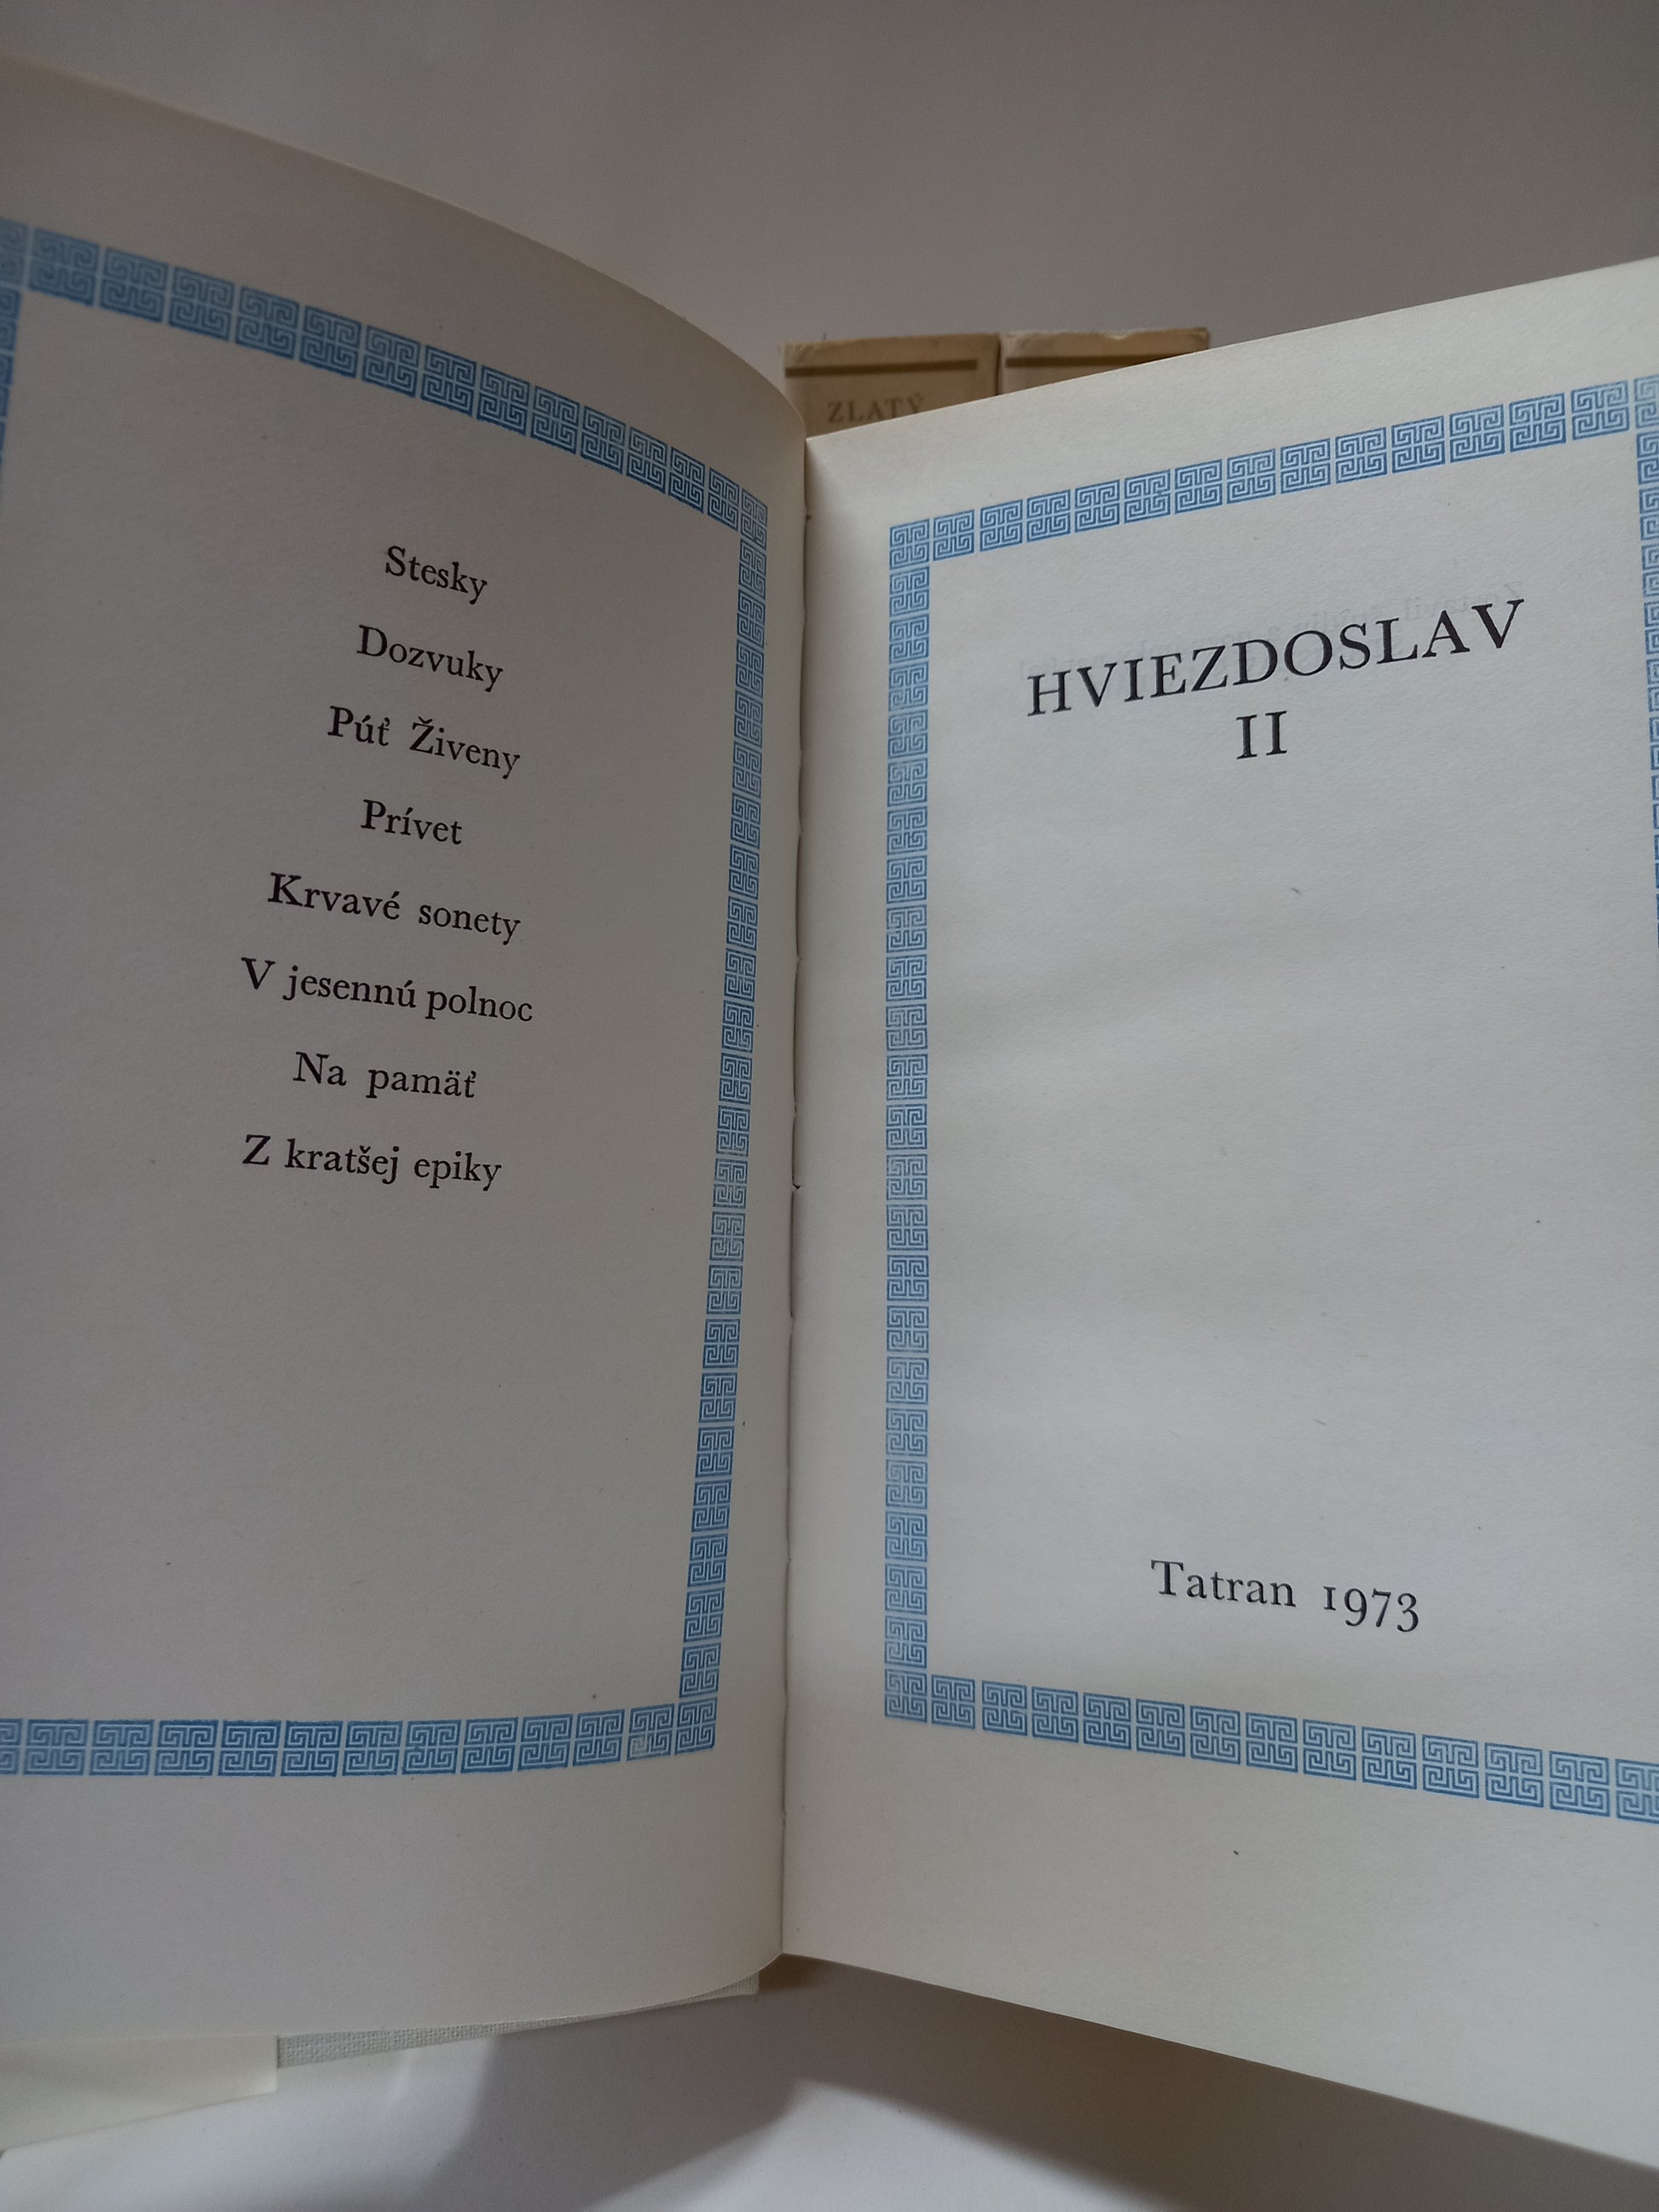 Stesky
Dozvuky
Púť Živeny
Prívet
Krvavé sonety
V jesennú polnoc
Na pamäť
Z kratšej epiky
ZLATÝ
HVIEZDOSLAV
II
Tatran 1973